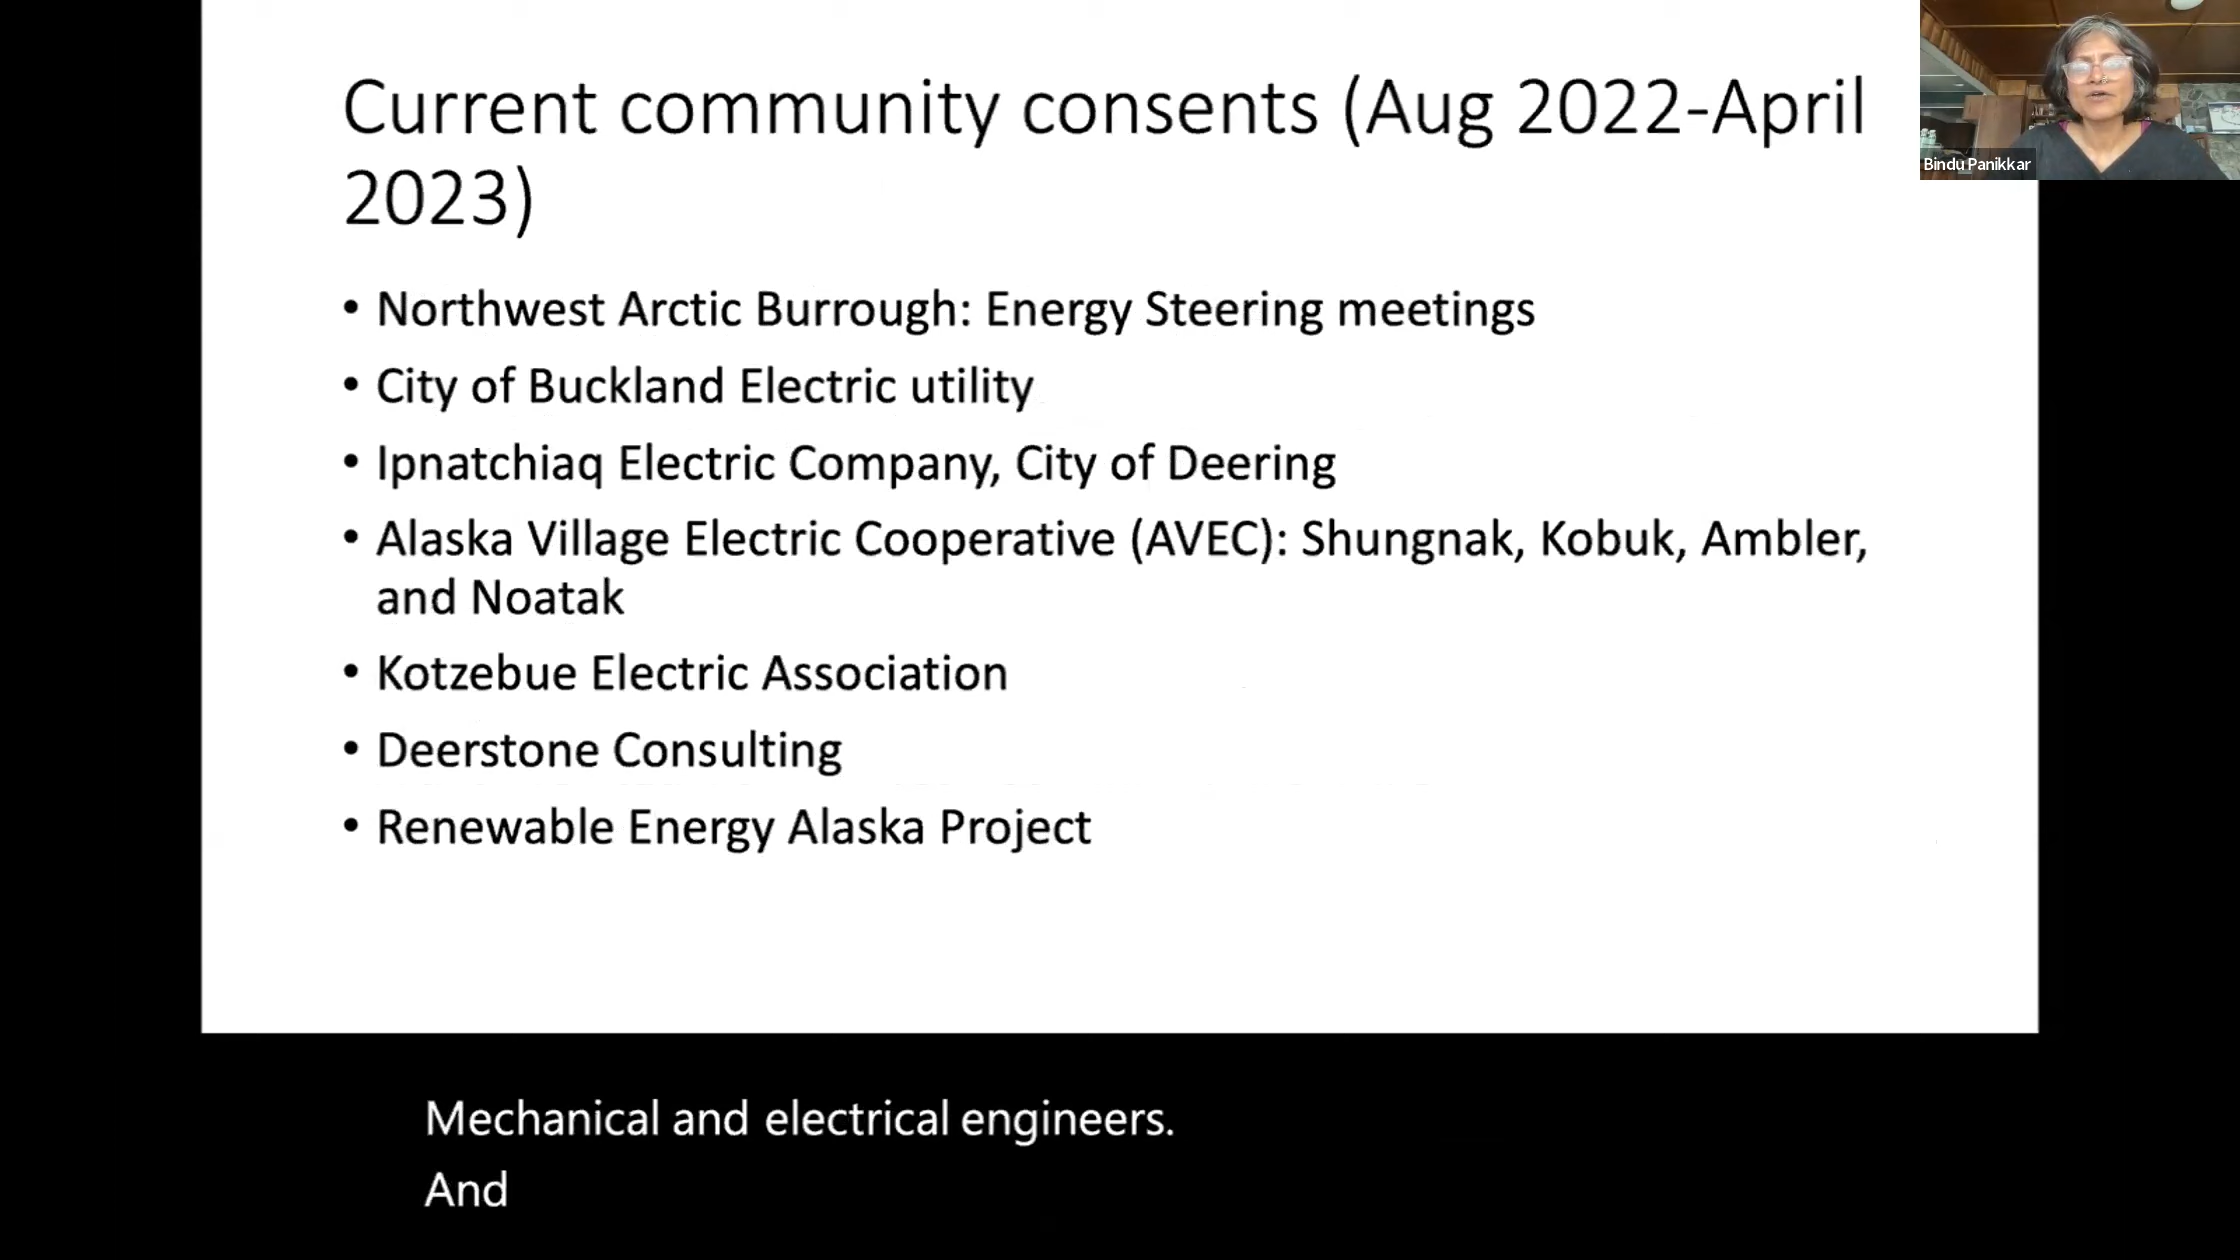 Current community consents (Aug 2022-April
2023)
• Northwest Arctic Burrough: Energy Steering meetings
• City of Buckland Electric utility
• Ipnatchiaq Electric Company, City of Deering
• Alaska Village Electric Cooperative (AVEC): Shungnak, Kobuk, Ambler,
and Noatak
• Kotzebue Electric Association
• Deerstone Consulting
• Renewable Energy Alaska Project
Bindu Panikkar
Mechanical and electrical engineers.
And